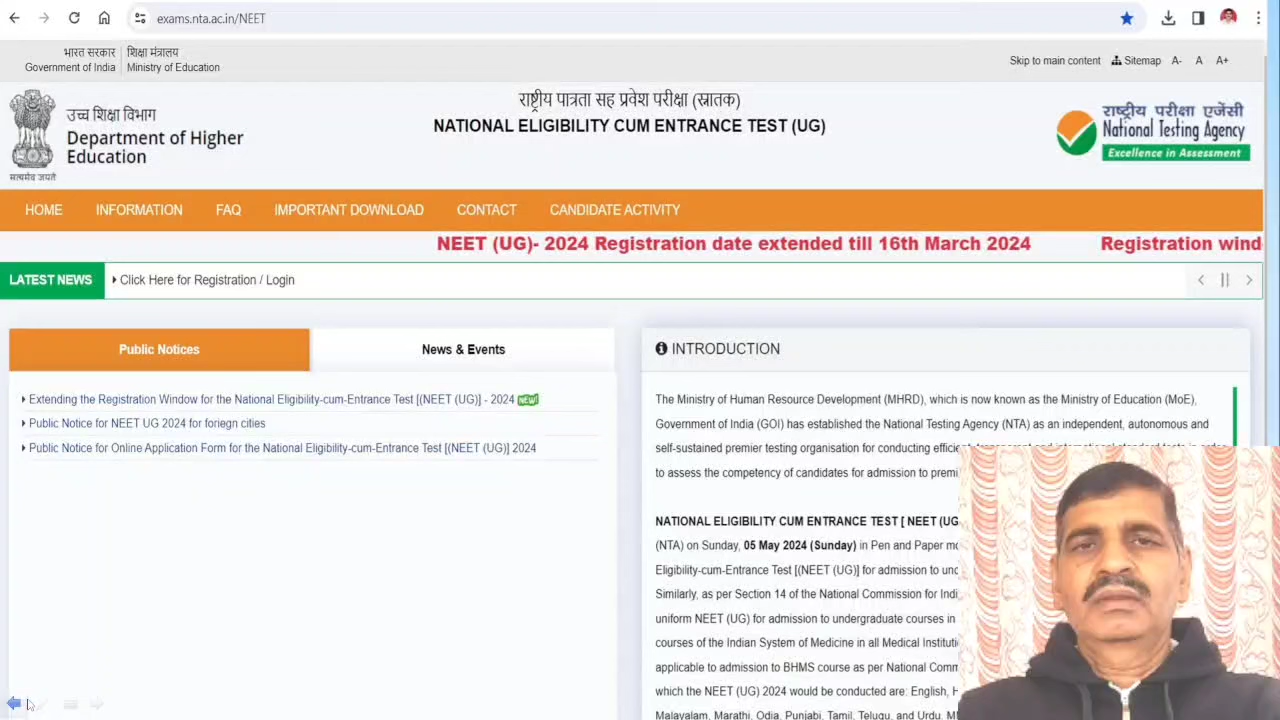 exams.nta.ac.in/NEET
भारत सरकार
शिक्षा मंत्रालय
Government of India
Ministry of Education
Skip to main content
Sitemap
A-
A
A+
सत्यमेव जयते
उच्च शिक्षा विभाग
Department of Higher
Education
राष्ट्रीय पात्रता सह प्रवेश परीक्षा (स्नातक)
NATIONAL ELIGIBILITY CUM ENTRANCE TEST (UG)
राष्ट्रीय परीक्षा एजेंसी
National Testing Agency
Excellence in Assessment
HOME
INFORMATION
FAQ
IMPORTANT DOWNLOAD
CONTACT
CANDIDATE ACTIVITY
NEET (UG)- 2024 Registration date extended till 16th March 2024
Registration wind
LATEST NEWS
Click Here for Registration / Login
Public Notices
News & Events
Extending the Registration Window for the National Eligibility-cum-Entrance Test [(NEET (UG)] - 2024 NEW
Public Notice for NEET UG 2024 for foriegn cities
Public Notice for Online Application Form for the National Eligibility-cum-Entrance Test [(NEET (UG)] 2024
INTRODUCTION
The Ministry of Human Resource Development (MHRD), which is now known as the Ministry of Education (MoE),
Government of India (GOI) has established the National Testing Agency (NTA) as an independent, autonomous and
self-sustained premier testing organisation for conducting efficient, transparent and international standard tests in order
to assess the competency of candidates for admission to premi
NATIONAL ELIGIBILITY CUM ENTRANCE TEST [ NEET (UG
(NTA) on Sunday, 05 May 2024 (Sunday) in Pen and Paper mo
Eligibility-cum-Entrance Test [(NEET (UG)] for admission to und
Similarly, as per Section 14 of the National Commission for Indi
uniform NEET (UG) for admission to undergraduate courses in
courses of the Indian System of Medicine in all Medical Instituti
applicable to admission to BHMS course as per National Comm
which the NEET (UG) 2024 would be conducted are: English, H
Malayalam, Marathi, Odia, Punjabi, Tamil, Telugu, and Urdu. M